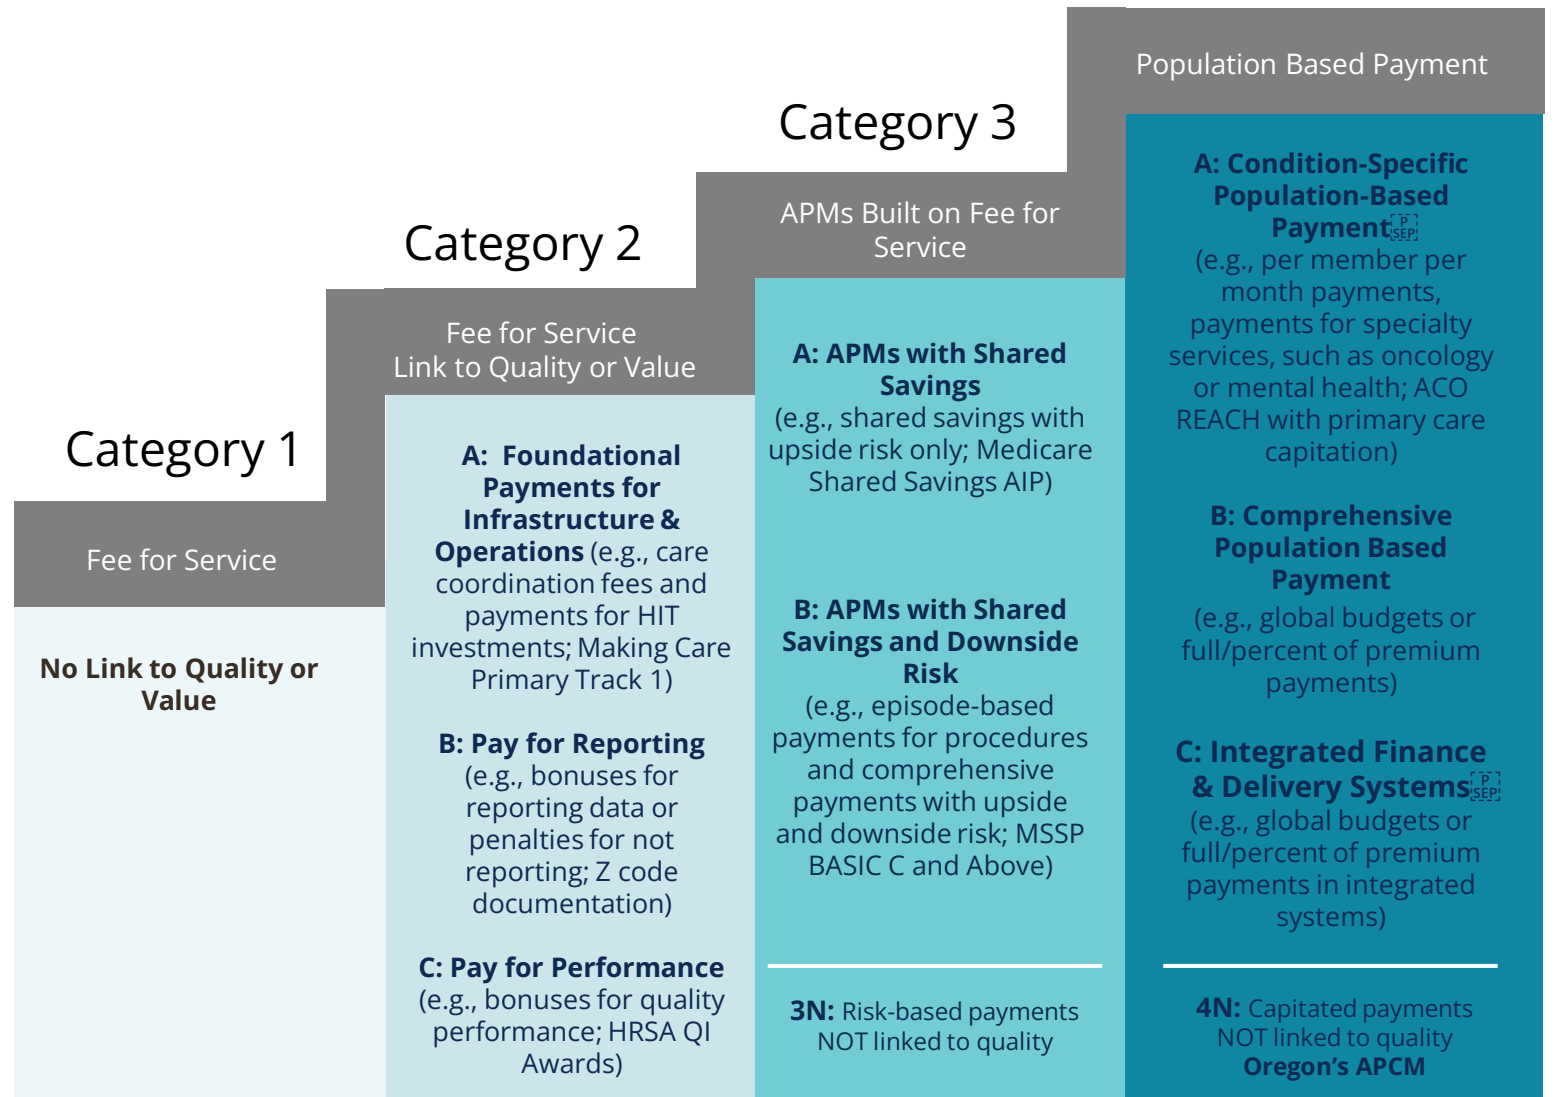 Category 1
Fee for Service
No Link to Quality or
Value
Category 2
Fee for Service
Link to Quality or Value
A: Foundational
Payments for
Infrastructure &
Operations (e.g., care
coordination fees and
payments for HIT
investments; Making Care
Primary Track 1)
B: Pay for Reporting
(e.g., bonuses for
reporting data or
penalties for not
reporting; Z code
documentation)
C: Pay for Performance
(e.g., bonuses for quality
performance; HRSA QI
Awards)
Category 3
APMs Built on Fee for
Service
A: APMs with Shared
Savings
(e.g., shared savings with
upside risk only; Medicare
Shared Savings AIP)
B: APMs with Shared
Savings and Downside
Risk
(e.g., episode-based
payments for procedures
and comprehensive
payments with upside
and downside risk; MSSP
BASIC C and Above)
3N: Risk-based payments
NOT linked to quality
Population Based Payment
A: Condition-Specific
Population-Based
Payment PSEP
(e.g., per member per
month payments,
payments for specialty
services, such as oncology
or mental health; ACO
REACH with primary care
capitation)
B: Comprehensive
Population Based
Payment
(e.g., global budgets or
full/percent of premium
payments)
C: Integrated Finance
& Delivery Systems PSEP
(e.g., global budgets or
full/percent of premium
payments in integrated
systems)
4N: Capitated payments
NOT linked to quality
Oregon’s APCM